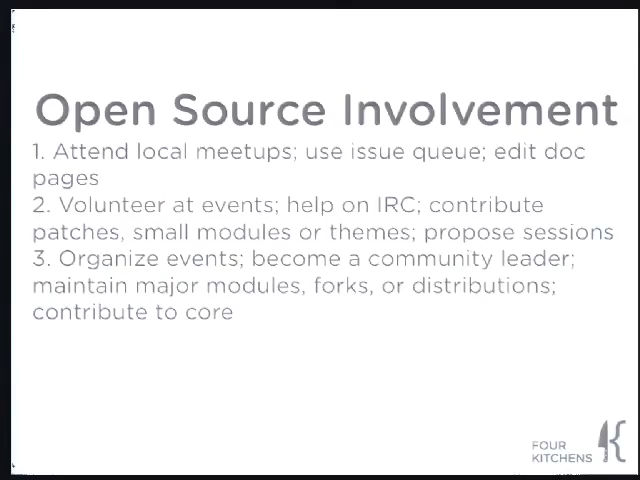 Open Source Involvement
1. Attend local meetups; use issue queue; edit doc
pages
2. Volunteer at events; help on IRC; contribute
patches, small modules or themes; propose sessions
3. Organize events; become a community leader;
maintain major modules, forks, or distributions;
contribute to core
FOUR
KITCHENS